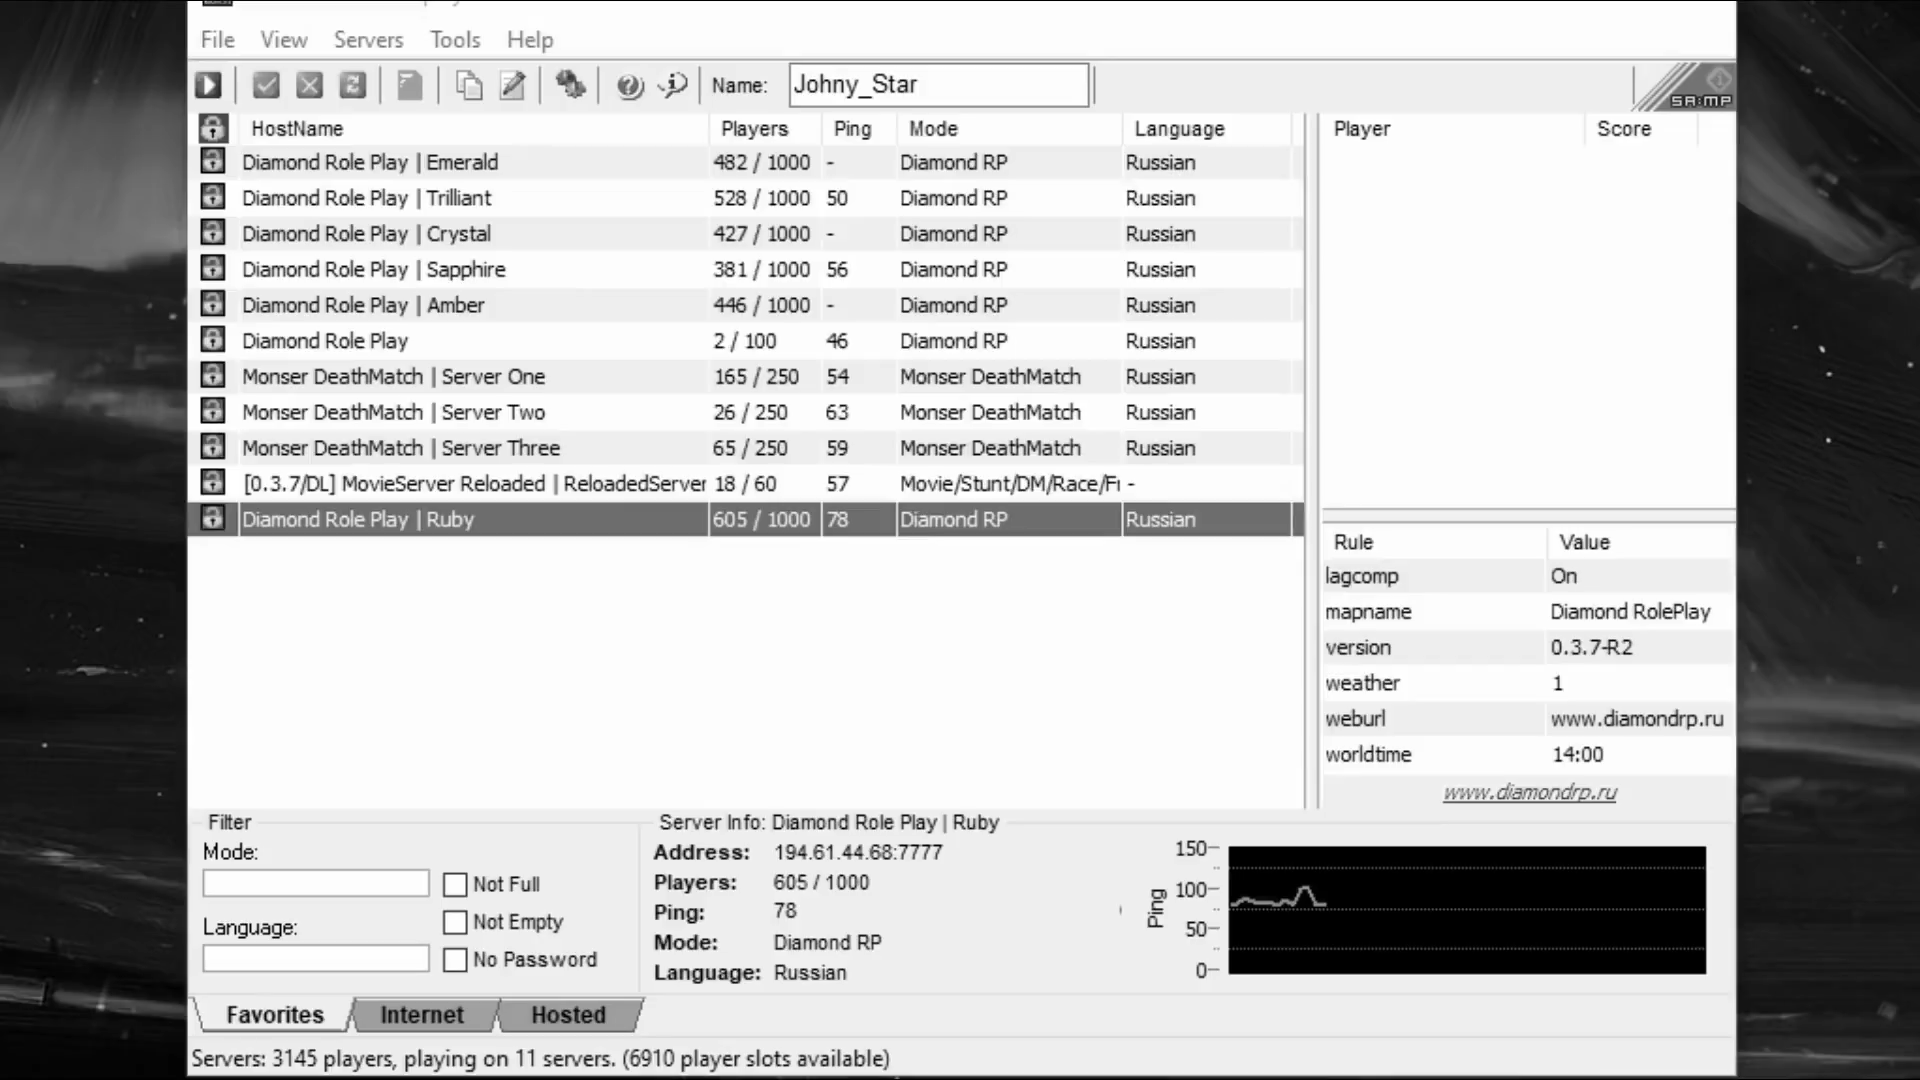 File View Servers Tools Help
Name: Johny_Star
SA:MP
HostName Players Ping Mode Language
Diamond Role Play | Emerald 482 / 1000 - Diamond RP Russian
Diamond Role Play | Trilliant 528 / 1000 50 Diamond RP Russian
Diamond Role Play | Crystal 427 / 1000 - Diamond RP Russian
Diamond Role Play | Sapphire 381 / 1000 56 Diamond RP Russian
Diamond Role Play | Amber 446 / 1000 - Diamond RP Russian
Diamond Role Play 2 / 100 46 Diamond RP Russian
Monser DeathMatch | Server One 165 / 250 54 Monser DeathMatch Russian
Monser DeathMatch | Server Two 26 / 250 63 Monser DeathMatch Russian
Monser DeathMatch | Server Three 65 / 250 59 Monser DeathMatch Russian
[0.3.7/DL] MovieServer Reloaded | ReloadedServer 18 / 60 57 Movie/Stunt/DM/Race/Fr -
Diamond Role Play | Ruby 605 / 1000 78 Diamond RP Russian
Player Score
Rule Value
lagcomp On
mapname Diamond RolePlay
version 0.3.7-R2
weather 1
weburl www.diamondrp.ru
worldtime 14:00
www.diamondrp.ru
Filter
Mode:
Not Full
Not Empty
Language:
No Password
Server Info: Diamond Role Play | Ruby
Address: 194.61.44.68:7777
Players: 605 / 1000
Ping: 78
Mode: Diamond RP
Language: Russian
Ping
150
100
50
0
Favorites Internet Hosted
Servers: 3145 players, playing on 11 servers. (6910 player slots available)